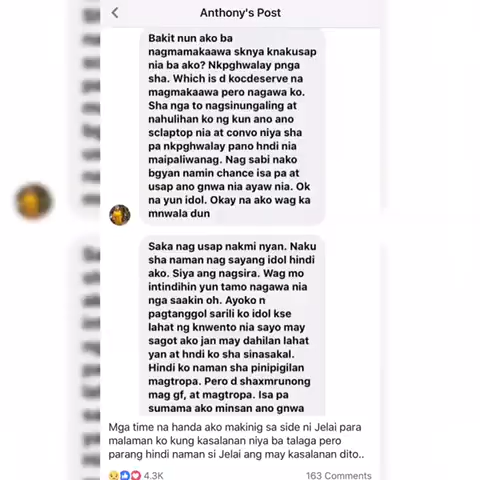 Anthony's Post
Bakit nun ako ba
nagmamakaawa sknya knakusap
nia ba ako? Nkpghwalay pnga
sha. Which is d kocdeserve na
magmakaawa pero nagawa ko.
Sha nga to nagsinungaling at
nahulihan ko ng kun ano ano
sclaptop nia at convo niya sha
pa nkpghwalay pano hndi nia
maipaliwanag. Nag sabi nako
bgyan namin chance isa pa at
usap ano gnwa nia ayaw nia. Ok
na yun idol. Okay na ako wag ka
mnwala dun
Saka nag usap nakmi nyan. Naku
sha naman nag sayang idol hindi
ako. Siya ang nagsira. Wag mo
intindihin yun tamo nagawa nia
nga saakin oh. Ayoko n
pagtanggol sarili ko idol kse
lahat ng knwento nia sayo may
sagot ako jan may dahilan lahat
yan at hndi ko sha sinasakal.
Hindi ko naman sha pinipigilan
magtropa. Pero d shaxmrunong
mag gf, at magtropa. Isa pa
sumama ako minsan ano gnwa
Mga time na handa ako makinig sa side ni Jelai para
malaman ko kung kasalanan niya ba talaga pero
parang hindi naman si Jelai ang may kasalanan dito..
4.3K 163 Comments